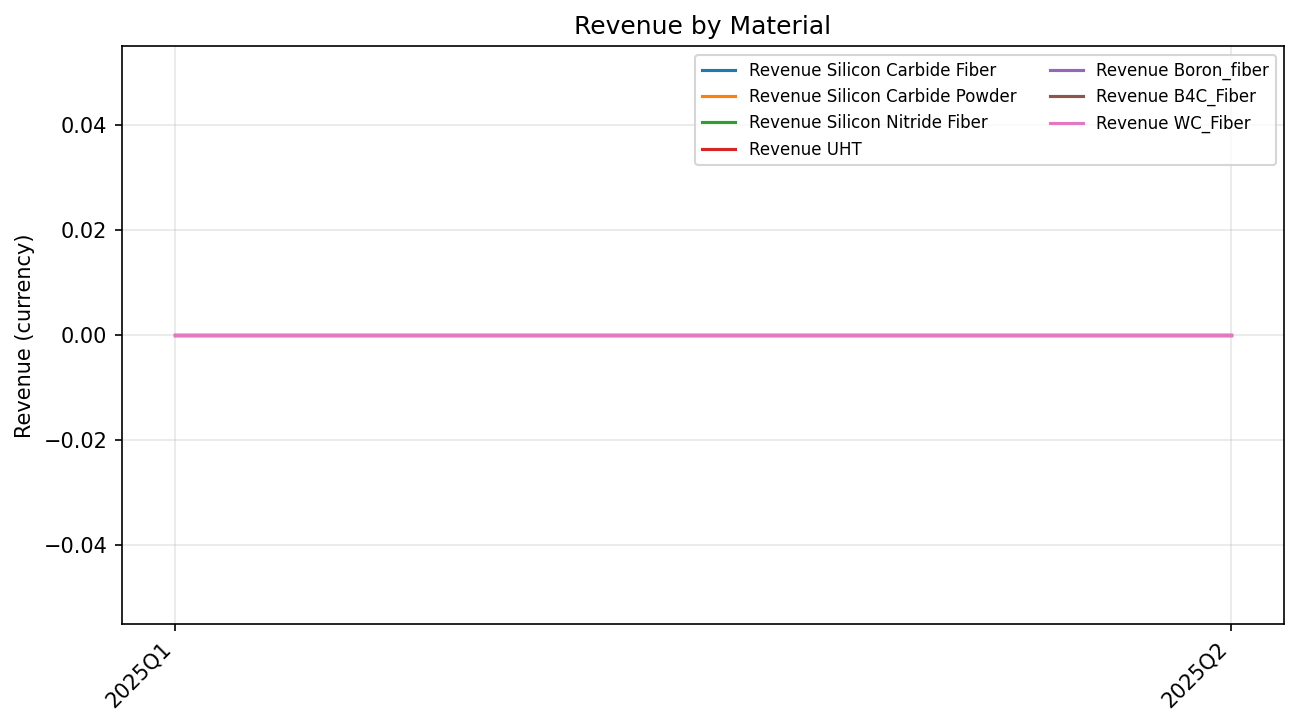 Revenue by Material
Revenue Silicon Carbide Fiber
Revenue Silicon Carbide Powder
Revenue Silicon Nitride Fiber
Revenue UHT
Revenue Boron_fiber
Revenue B4C_Fiber
Revenue WC_Fiber
Revenue (currency)
0.04
0.02
0.00
−0.02
−0.04
2025Q1
2025Q2